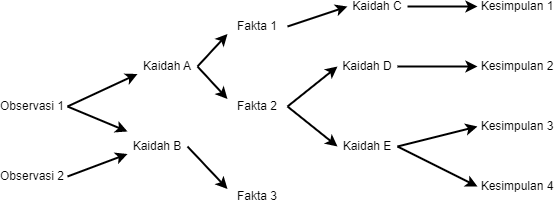 Observasi 1
Observasi 2
Kaidah A
Kaidah B
Fakta 1
Fakta 2
Fakta 3
Kaidah C
Kaidah D
Kaidah E
Kesimpulan 1
Kesimpulan 2
Kesimpulan 3
Kesimpulan 4